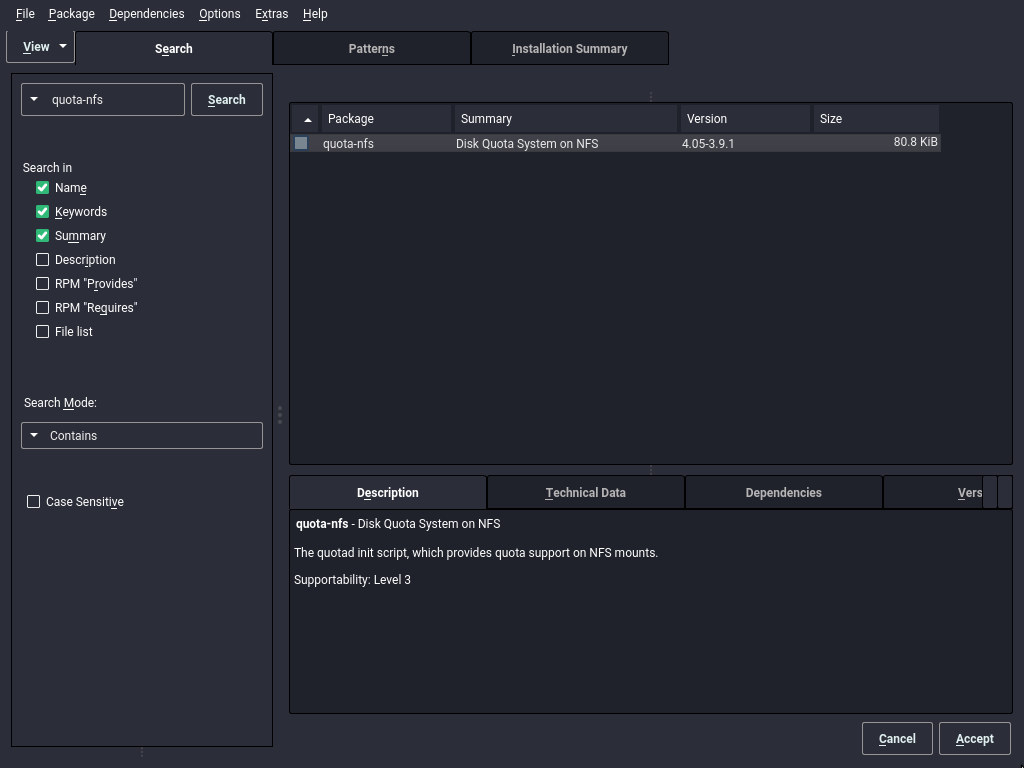 File Package Dependencies Options Extras Help
View Search Patterns Installation Summary
quota-nfs Search
Package Summary Version Size
quota-nfs Disk Quota System on NFS 4.05-3.9.1 80.8 KiB
Search in
Name
Keywords
Summary
Description
RPM "Provides"
RPM "Requires"
File list
Search Mode:
Contains
Case Sensitive
Description Technical Data Dependencies Vers
quota-nfs - Disk Quota System on NFS
The quotad init script, which provides quota support on NFS mounts.
Supportability: Level 3
Cancel Accept